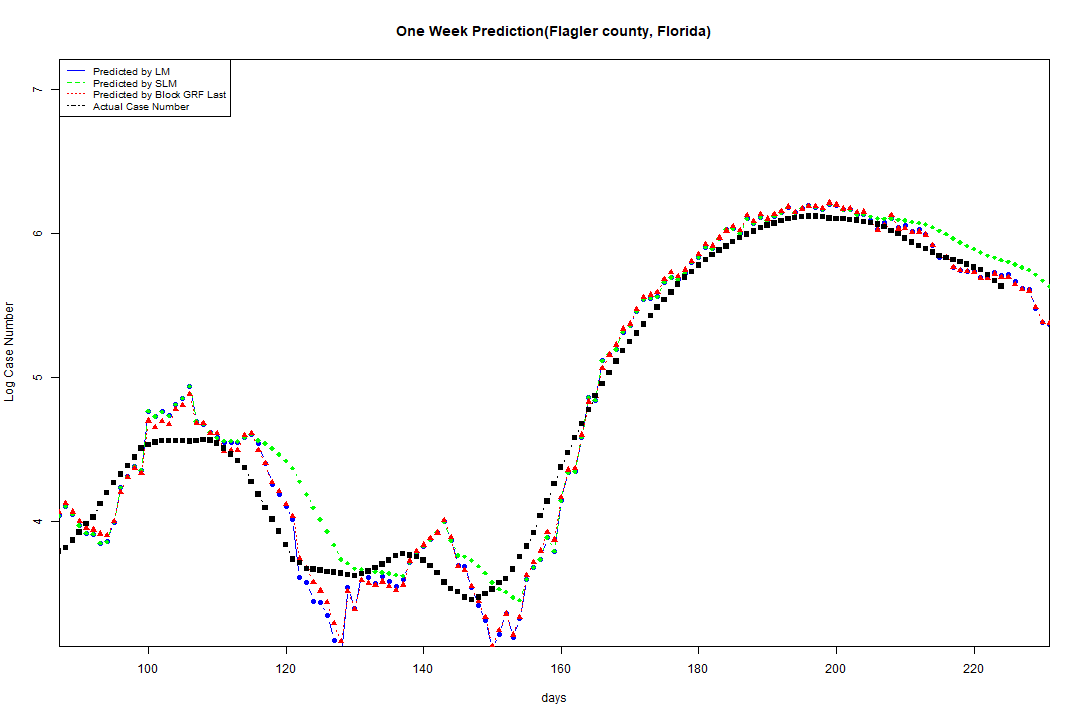 One Week Prediction(Flagler county, Florida)
Predicted by LM
Predicted by SLM
Predicted by Block GRF Last
Actual Case Number
7
6
5
4
Log Case Number
100 120 140 160 180 200 220
days